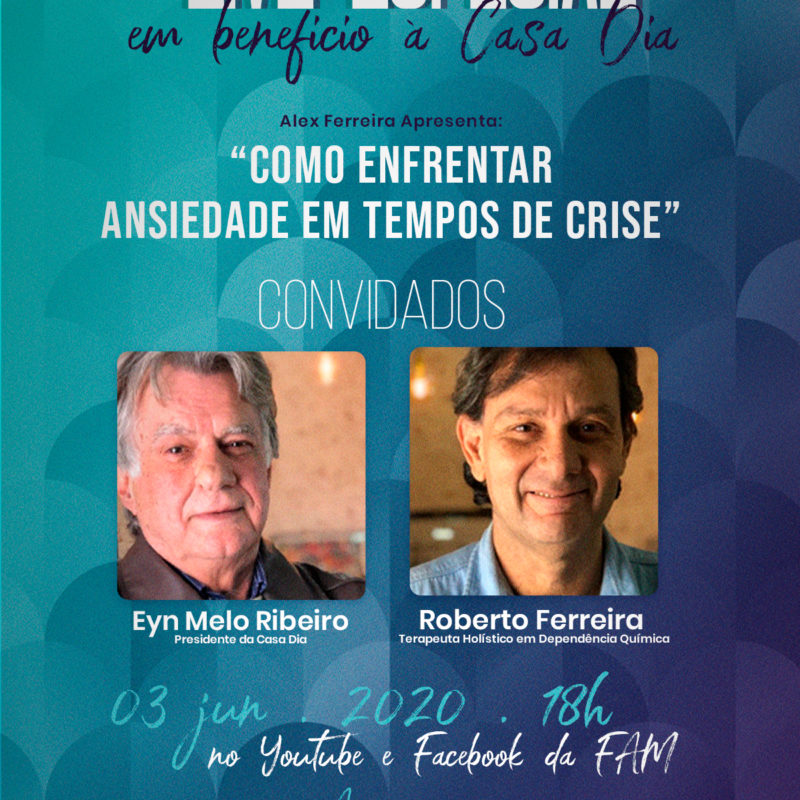 LIVE ESPECIAL
em benefício à Casa Dia
Alex Ferreira Apresenta:
“COMO ENFRENTAR
ANSIEDADE EM TEMPOS DE CRISE”
CONVIDADOS
Eyn Melo Ribeiro
Presidente da Casa Dia
Roberto Ferreira
Terapeuta Holístico em Dependência Química
03 jun . 2020 . 18h
no Youtube e Facebook da FAM